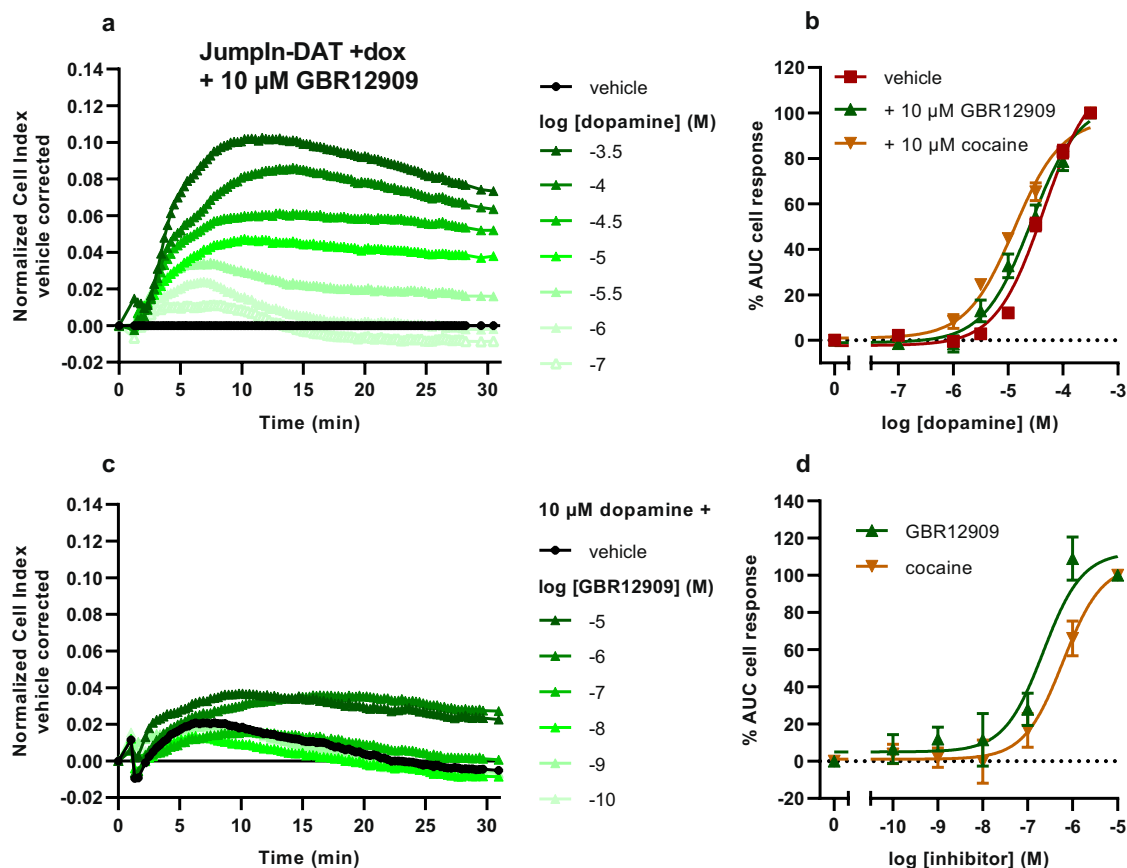 a
JumpIn-DAT +dox
+ 10 µM GBR12909
Normalized Cell Index
vehicle corrected
0.14
0.12
0.10
0.08
0.06
0.04
0.02
0.00
-0.02
0 5 10 15 20 25 30
Time (min)
vehicle
log [dopamine] (M)
-3.5
-4
-4.5
-5
-5.5
-6
-7
b
% AUC cell response
120
100
80
60
40
20
0
vehicle
+ 10 µM GBR12909
+ 10 µM cocaine
0 -7 -6 -5 -4 -3
log [dopamine] (M)
c
Normalized Cell Index
vehicle corrected
0.14
0.12
0.10
0.08
0.06
0.04
0.02
0.00
-0.02
0 5 10 15 20 25 30
Time (min)
10 µM dopamine +
vehicle
log [GBR12909] (M)
-5
-6
-7
-8
-9
-10
d
% AUC cell response
140
120
100
80
60
40
20
0
-20
GBR12909
cocaine
0 -10 -9 -8 -7 -6 -5
log [inhibitor] (M)